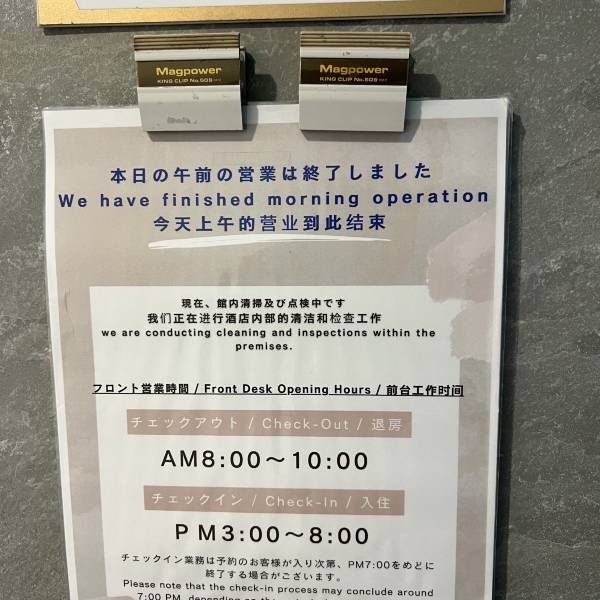 Magpower
KING CLIP No.505
Magpower
KING CLIP No.505
本日の午前の営業は終了しました
We have finished morning operation
今天上午的营业到此结束
現在、館内清掃及び点検中です
我们正在进行酒店内部的清洁和检查工作
we are conducting cleaning and inspections within the
premises.
フロント営業時間 / Front Desk Opening Hours / 前台工作时间
チェックアウト / Check-Out / 退房
AM8:00～10:00
チェックイン / Check-In / 入住
PM3:00～8:00
チェックイン業務は予約のお客様が入り次第、PM7:00をめどに
終了する場合がございます。
Please note that the check-in process may conclude around
7:00 PM, depending on the